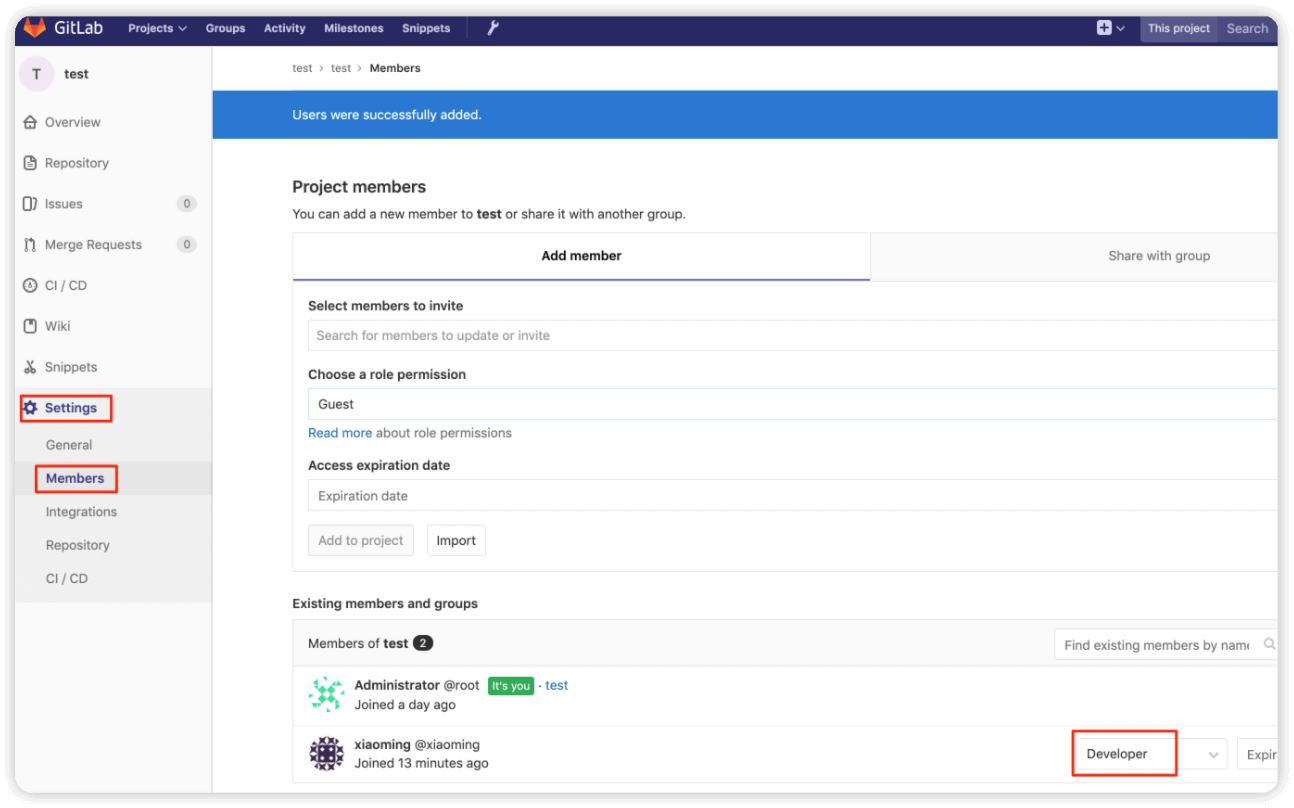 GitLab Projects Groups Activity Milestones Snippets This project Search
T test
test › test › Members
Users were successfully added.
Overview
Repository
Issues 0
Merge Requests 0
CI / CD
Wiki
Snippets
Settings
General
Members
Integrations
Repository
CI / CD
Project members
You can add a new member to test or share it with another group.
Add member Share with group
Select members to invite
Search for members to update or invite
Choose a role permission
Guest
Read more about role permissions
Access expiration date
Expiration date
Add to project Import
Existing members and groups
Members of test 2 Find existing members by name
Administrator @root It's you · test
Joined a day ago
xiaoming @xiaoming
Joined 13 minutes ago
Developer Expir